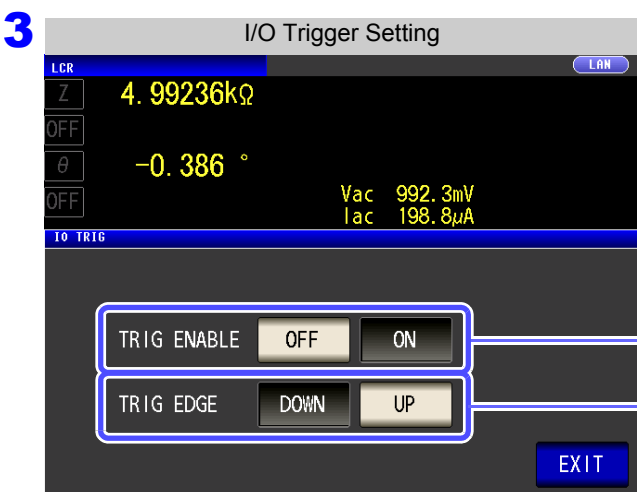 3
I/O Trigger Setting
LCR LAN
Z 4.99236kΩ
OFF
θ -0.386 °
OFF
Vac 992.3mV
Iac 198.8μA
IO TRIG
TRIG ENABLE OFF ON
TRIG EDGE DOWN UP
EXIT